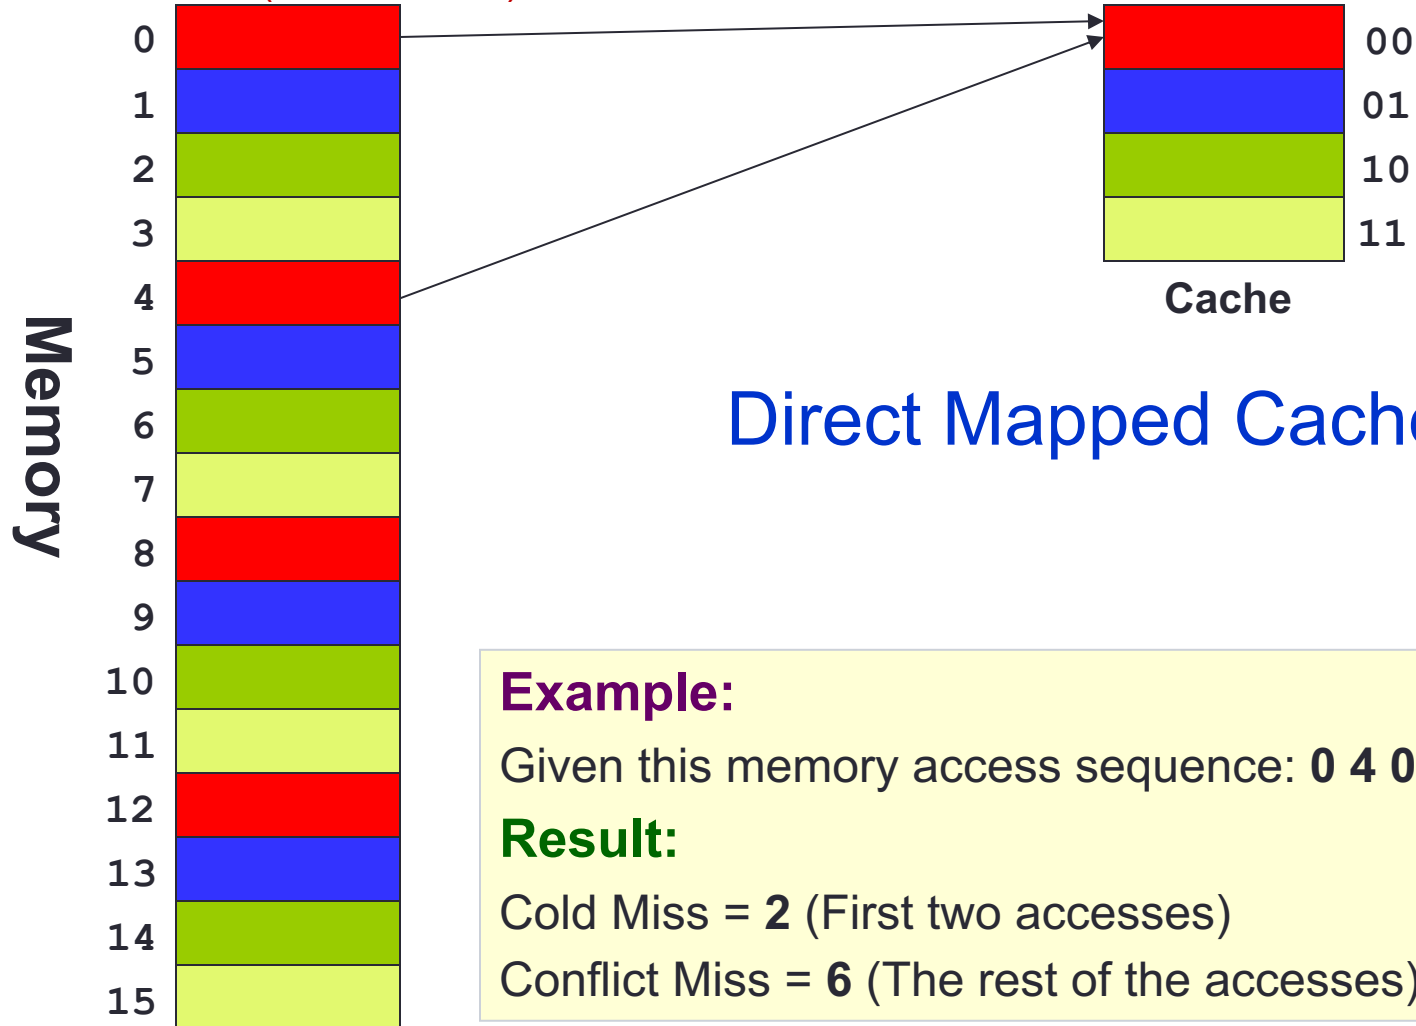 0
1
2
3
4
5
6
7
8
9
10
11
12
13
14
15
Memory
00
01
10
11
Cache
Direct Mapped Cache
Example:
Given this memory access sequence: 0 4 0
Result:
Cold Miss = 2 (First two accesses)
Conflict Miss = 6 (The rest of the accesses)